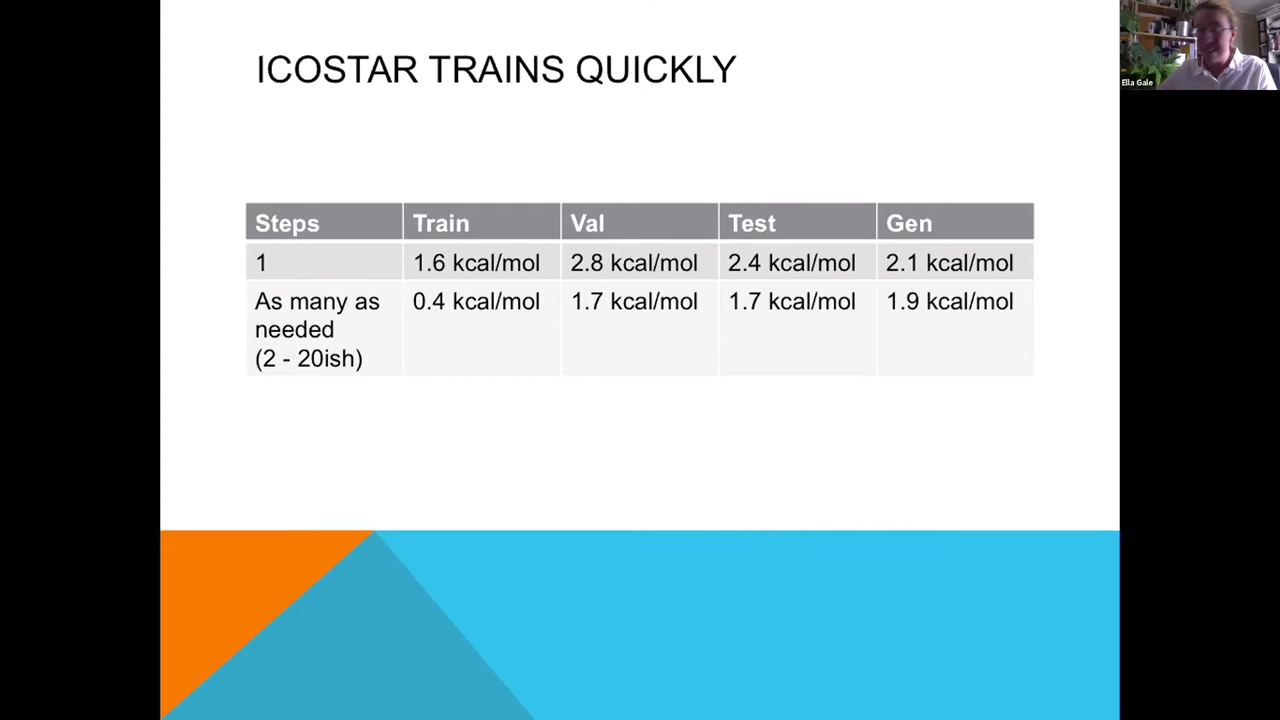 ICOSTAR TRAINS QUICKLY
Ella Gale
Steps Train Val Test Gen
1 1.6 kcal/mol 2.8 kcal/mol 2.4 kcal/mol 2.1 kcal/mol
As many as 0.4 kcal/mol 1.7 kcal/mol 1.7 kcal/mol 1.9 kcal/mol
needed
(2 - 20ish)